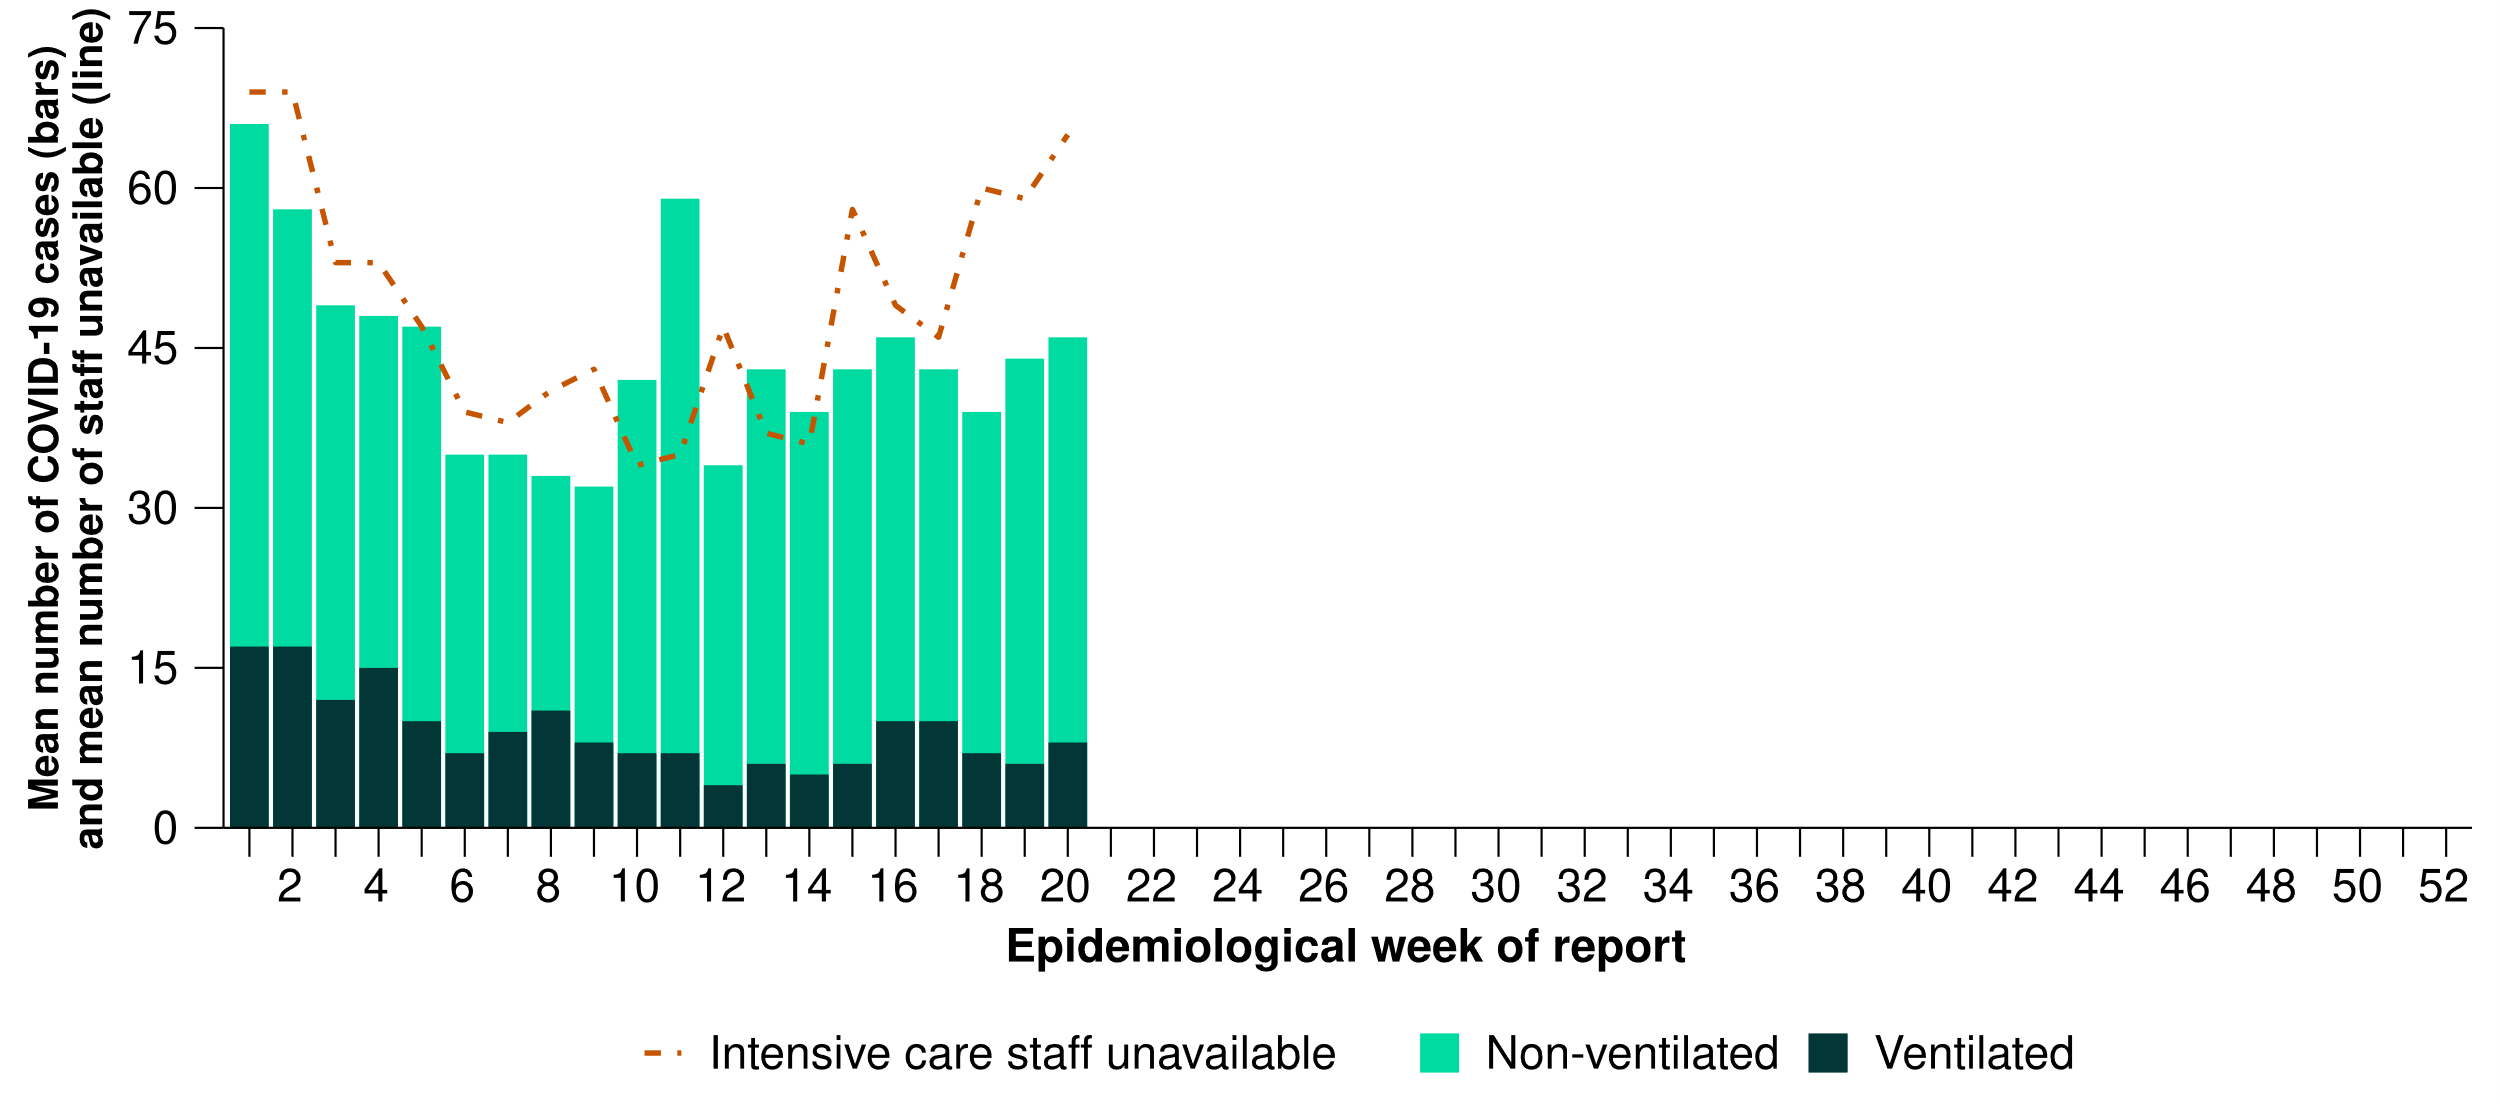 Mean number of COVID-19 cases (bars)
and mean number of staff unavailable (line)
75
60
45
30
15
0
2 4 6 8 10 12 14 16 18 20 22 24 26 28 30 32 34 36 38 40 42 44 46 48 50 52
Epidemiological week of report
Intensive care staff unavailable Non-ventilated Ventilated